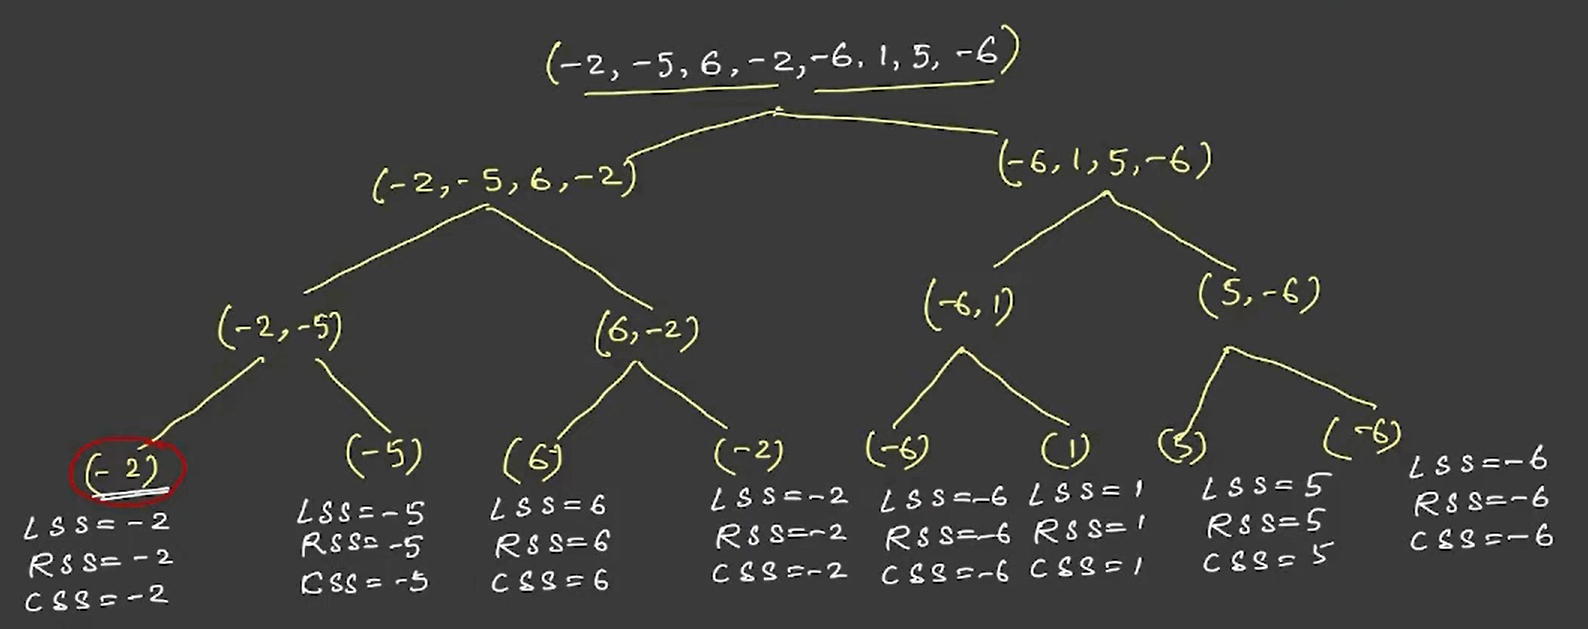 (-2, -5, 6, -2, -6, 1, 5, -6)
(-2, -5, 6, -2)
(-6, 1, 5, -6)
(-2, -5)
(6, -2)
(-6, 1)
(5, -6)
(-2)
(-5)
(6)
(-2)
(-6)
(1)
(5)
(-6)
LSS=-2
RSS=-2
CSS=-2
LSS=-5
RSS=-5
CSS=-5
LSS=6
RSS=6
CSS=6
LSS=-2
RSS=-2
CSS=-2
LSS=-6
RSS=-6
CSS=-6
LSS=1
RSS=1
CSS=1
LSS=5
RSS=5
CSS=5
LSS=-6
RSS=-6
CSS=-6